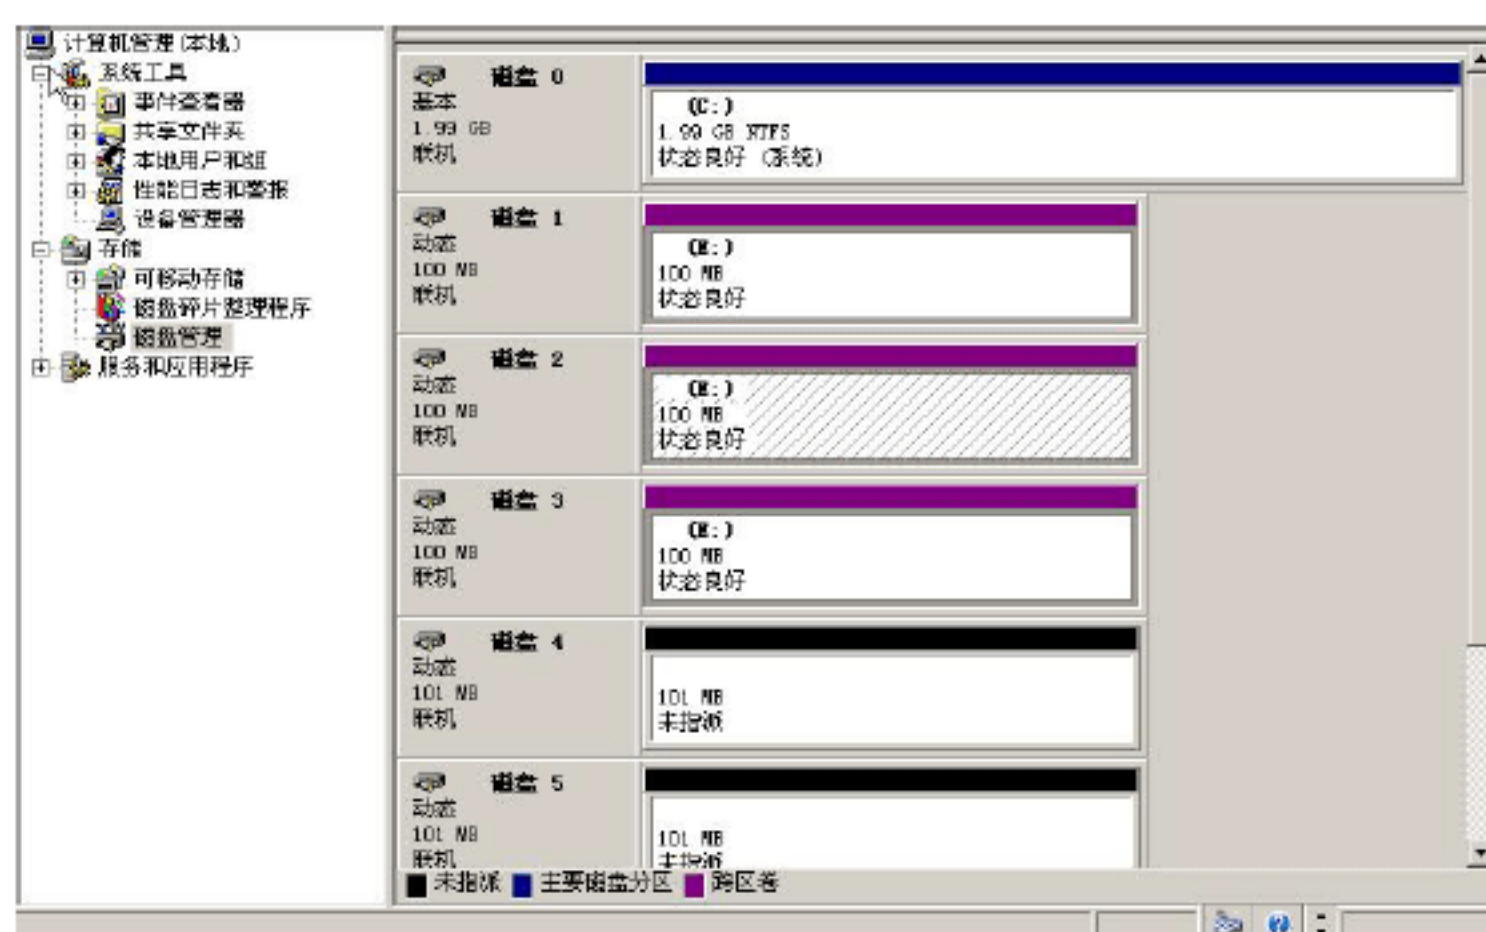 计算机管理(本地)
系统工具
事件查看器
共享文件夹
本地用户和组
性能日志和警报
设备管理器
存储
可移动存储
磁盘碎片整理程序
磁盘管理
服务和应用程序
磁盘 0
基本
1.99 GB
联机
(C:)
1.99 GB NTFS
状态良好 (系统)
磁盘 1
动态
100 MB
联机
(E:)
100 MB
状态良好
磁盘 2
动态
100 MB
联机
(E:)
100 MB
状态良好
磁盘 3
动态
100 MB
联机
(E:)
100 MB
状态良好
磁盘 4
动态
101 MB
联机
101 MB
未指派
磁盘 5
动态
101 MB
联机
101 MB
未指派
未指派 主要磁盘分区 跨区卷